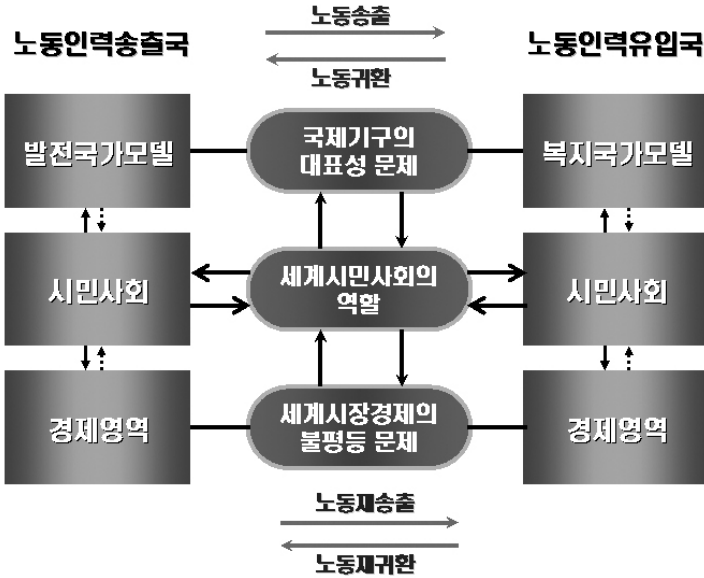 노동송출
노동인력송출국
노동인력유입국
노동귀환
발전국가모델
국제기구의
대표성 문제
복지국가모델
시민사회
세계시민사회의
역할
시민사회
경제영역
세계시장경제의
불평등 문제
경제영역
노동재송출
노동재귀환